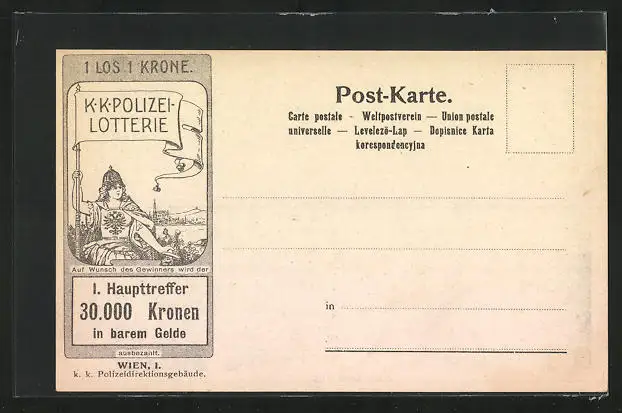 1 LOS 1 KRONE.
K·K·POLIZEI-
LOTTERIE
Auf Wunsch des Gewinners wird der
I. Haupttreffer
30.000 Kronen
in barem Gelde
ausbezahlt.
WIEN, I.
k. k. Polizeidirektionsgebäude.
Post-Karte.
Carte postale - Weltpostverein — Union postale
universelle — Levelező-Lap — Dopisnice Karta
korespondencyjna
in